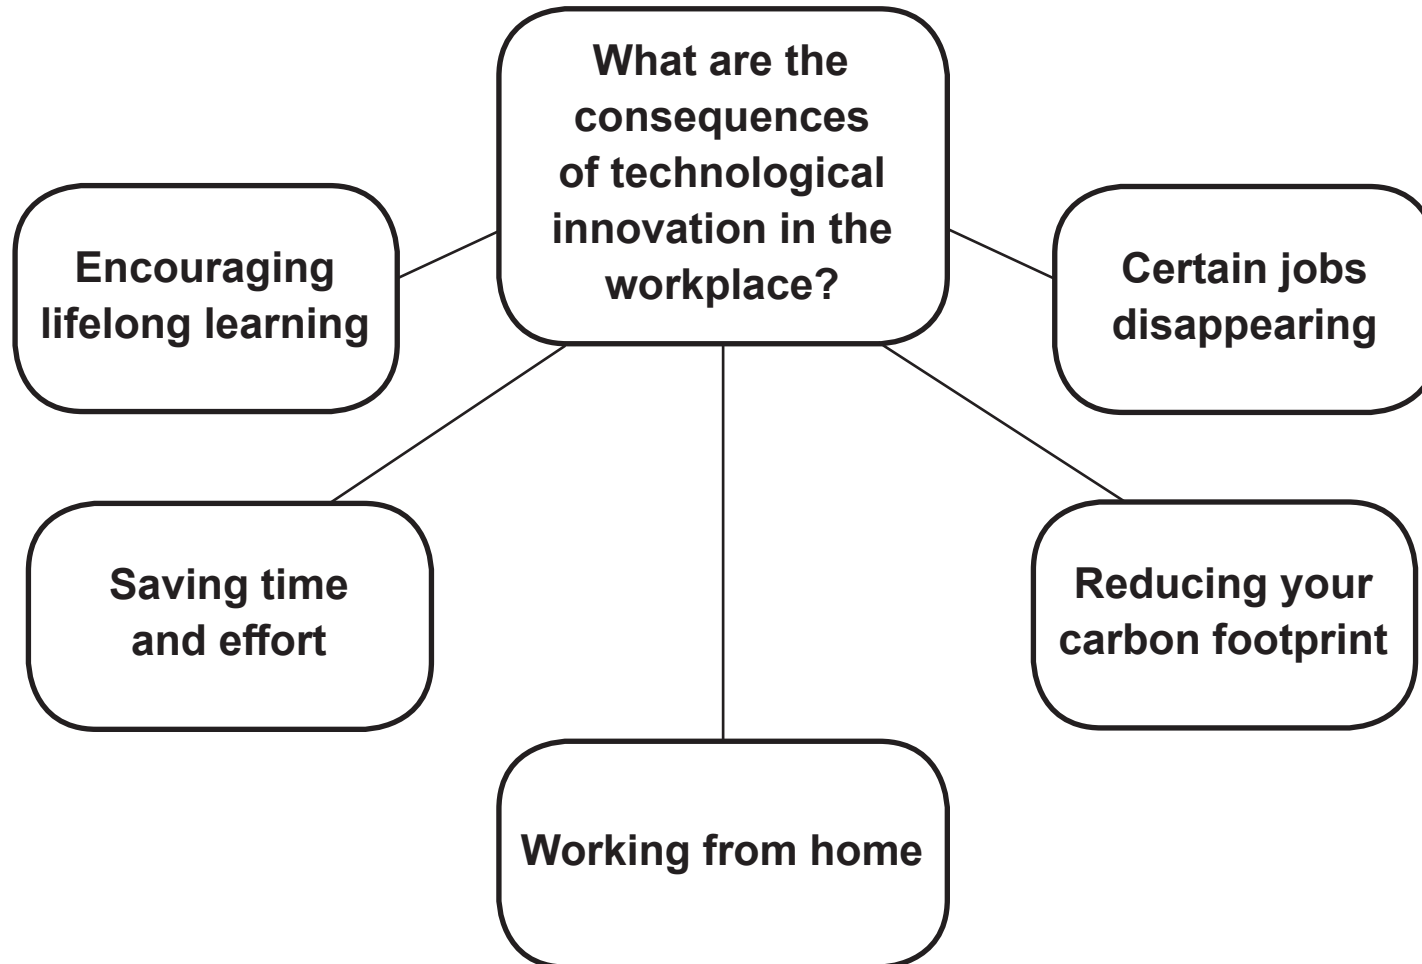 What are the
consequences
of technological
innovation in the
workplace?
Encouraging
lifelong learning
Certain jobs
disappearing
Saving time
and effort
Reducing your
carbon footprint
Working from home